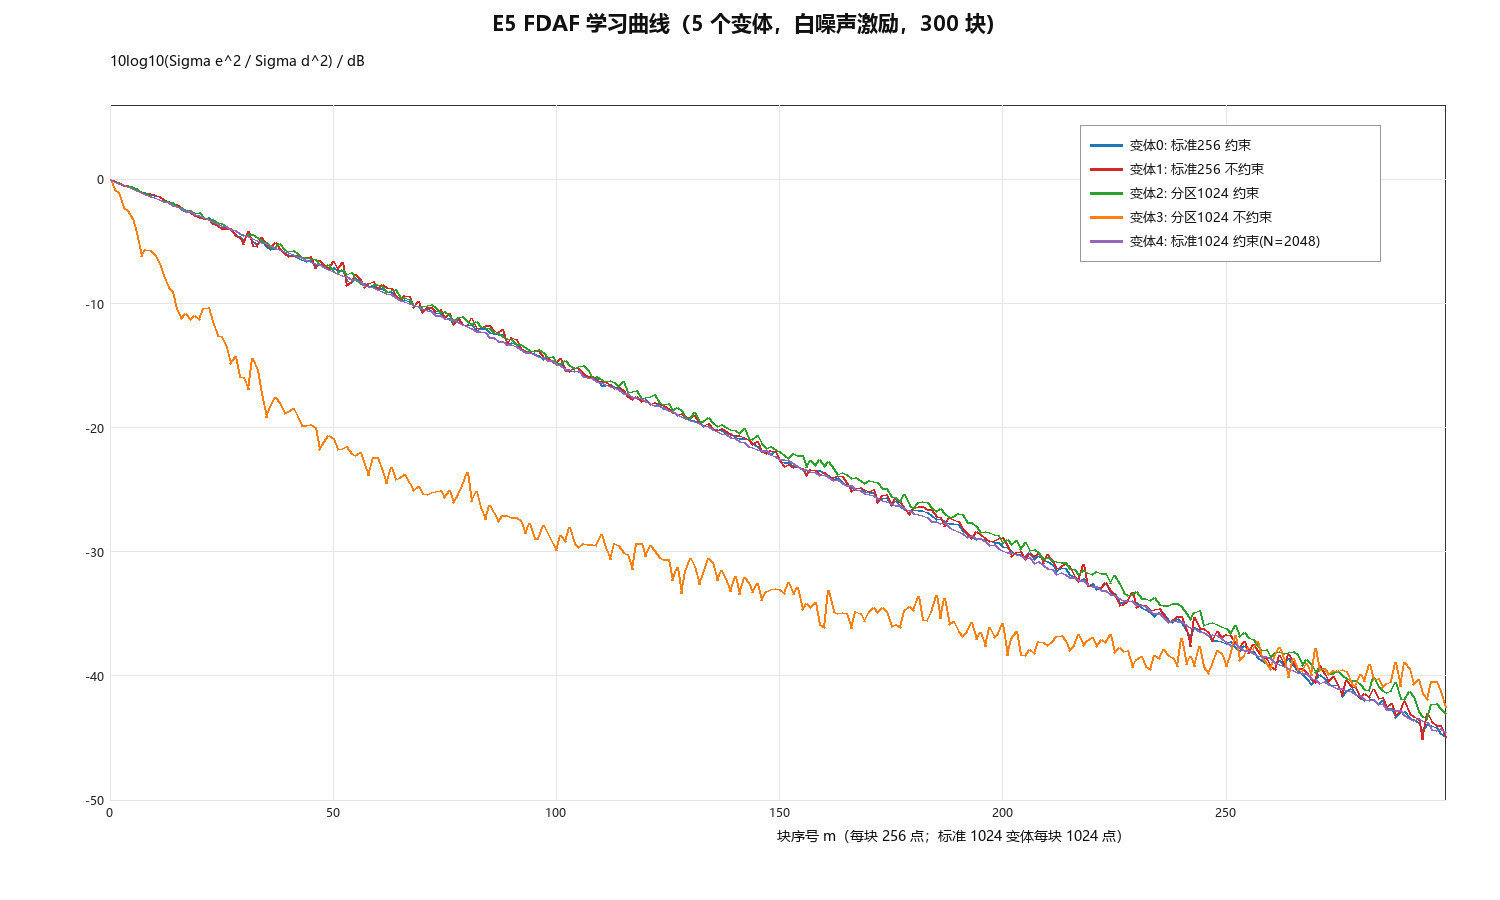 E5 FDAF 学习曲线（5 个变体，白噪声激励，300 块）
10log10(Sigma e^2 / Sigma d^2) / dB
变体0: 标准256 约束
变体1: 标准256 不约束
变体2: 分区1024 约束
变体3: 分区1024 不约束
变体4: 标准1024 约束(N=2048)
0
-10
-20
-30
-40
-50
0 50 100 150 200 250
块序号 m（每块 256 点；标准 1024 变体每块 1024 点）